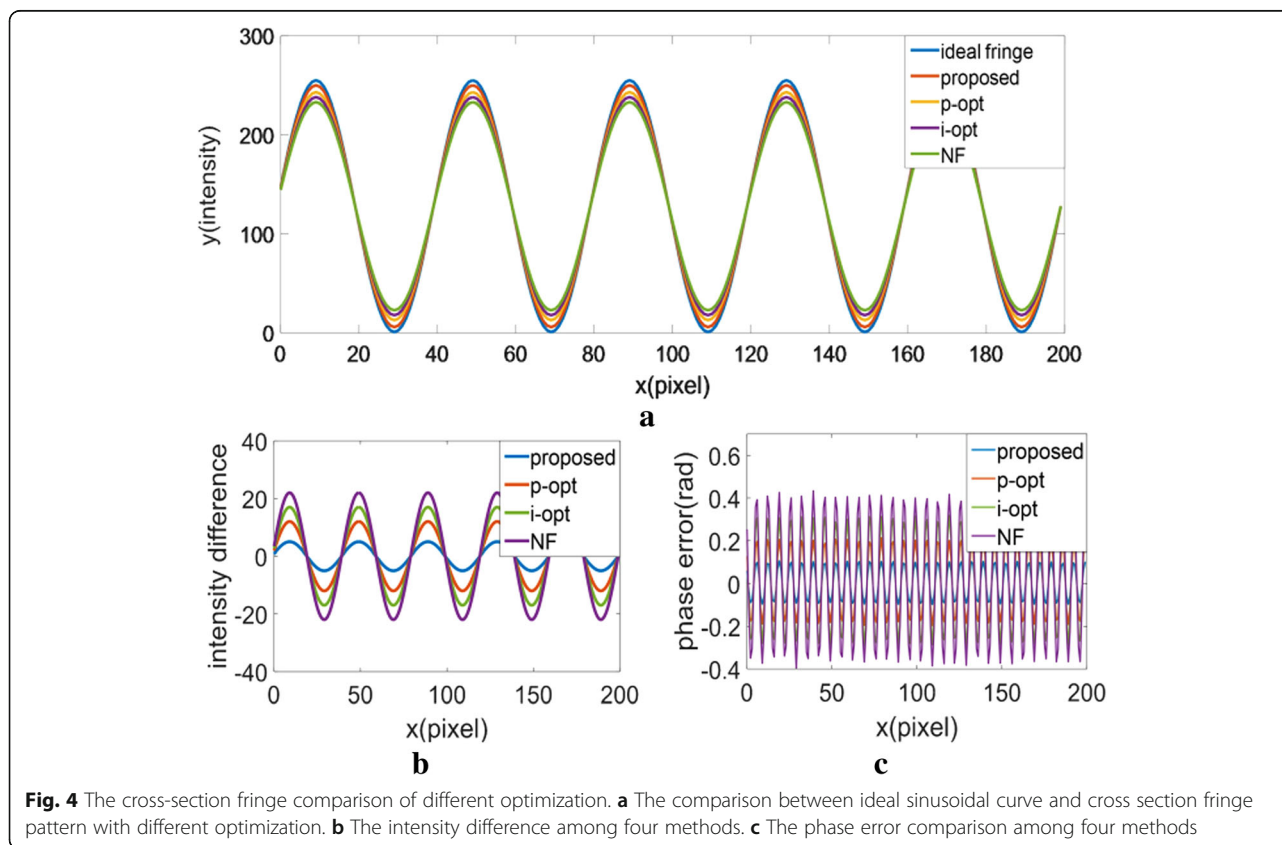 300
200
100
0
y(intensity)
ideal fringe
proposed
p-opt
i-opt
NF
0 20 40 60 80 100 120 140 160 180 200
x(pixel)
a
40
20
0
-20
-40
intensity difference
proposed
p-opt
i-opt
NF
0 50 100 150 200
x(pixel)
b
0.6
0.4
0.2
0
-0.2
-0.4
phase error(rad)
proposed
p-opt
i-opt
NF
0 50 100 150 200
x(pixel)
c
Fig. 4 The cross-section fringe comparison of different optimization. a The comparison between ideal sinusoidal curve and cross section fringe
pattern with different optimization. b The intensity difference among four methods. c The phase error comparison among four methods